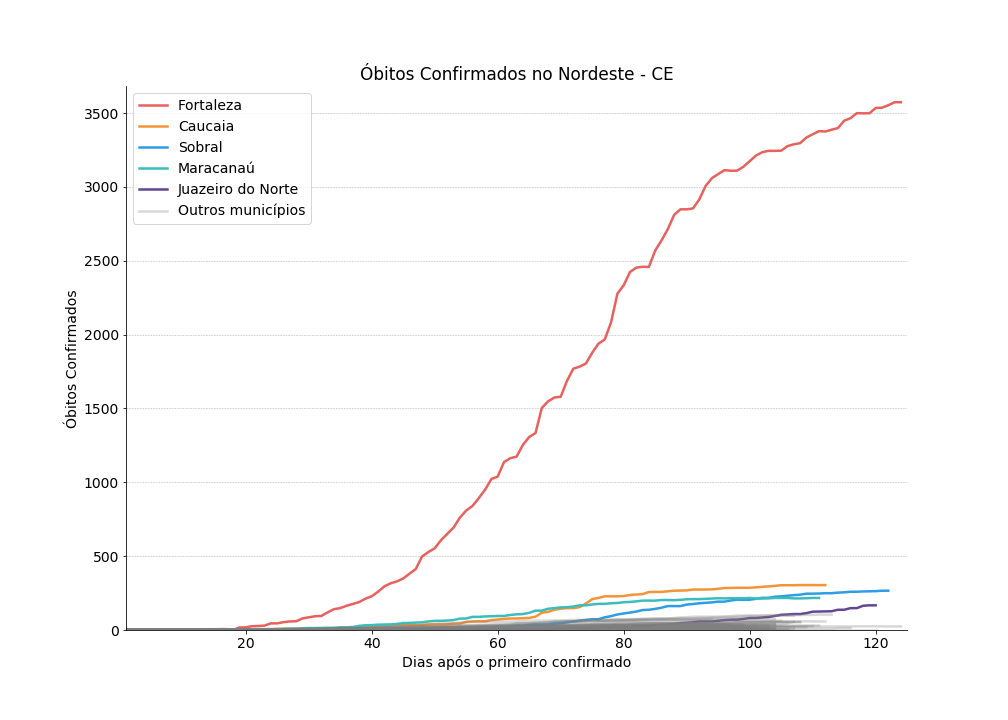 Óbitos Confirmados no Nordeste - CE
Fortaleza
Caucaia
Sobral
Maracanaú
Juazeiro do Norte
Outros municípios
Óbitos Confirmados
3500
3000
2500
2000
1500
1000
500
0
20
40
60
80
100
120
Dias após o primeiro confirmado